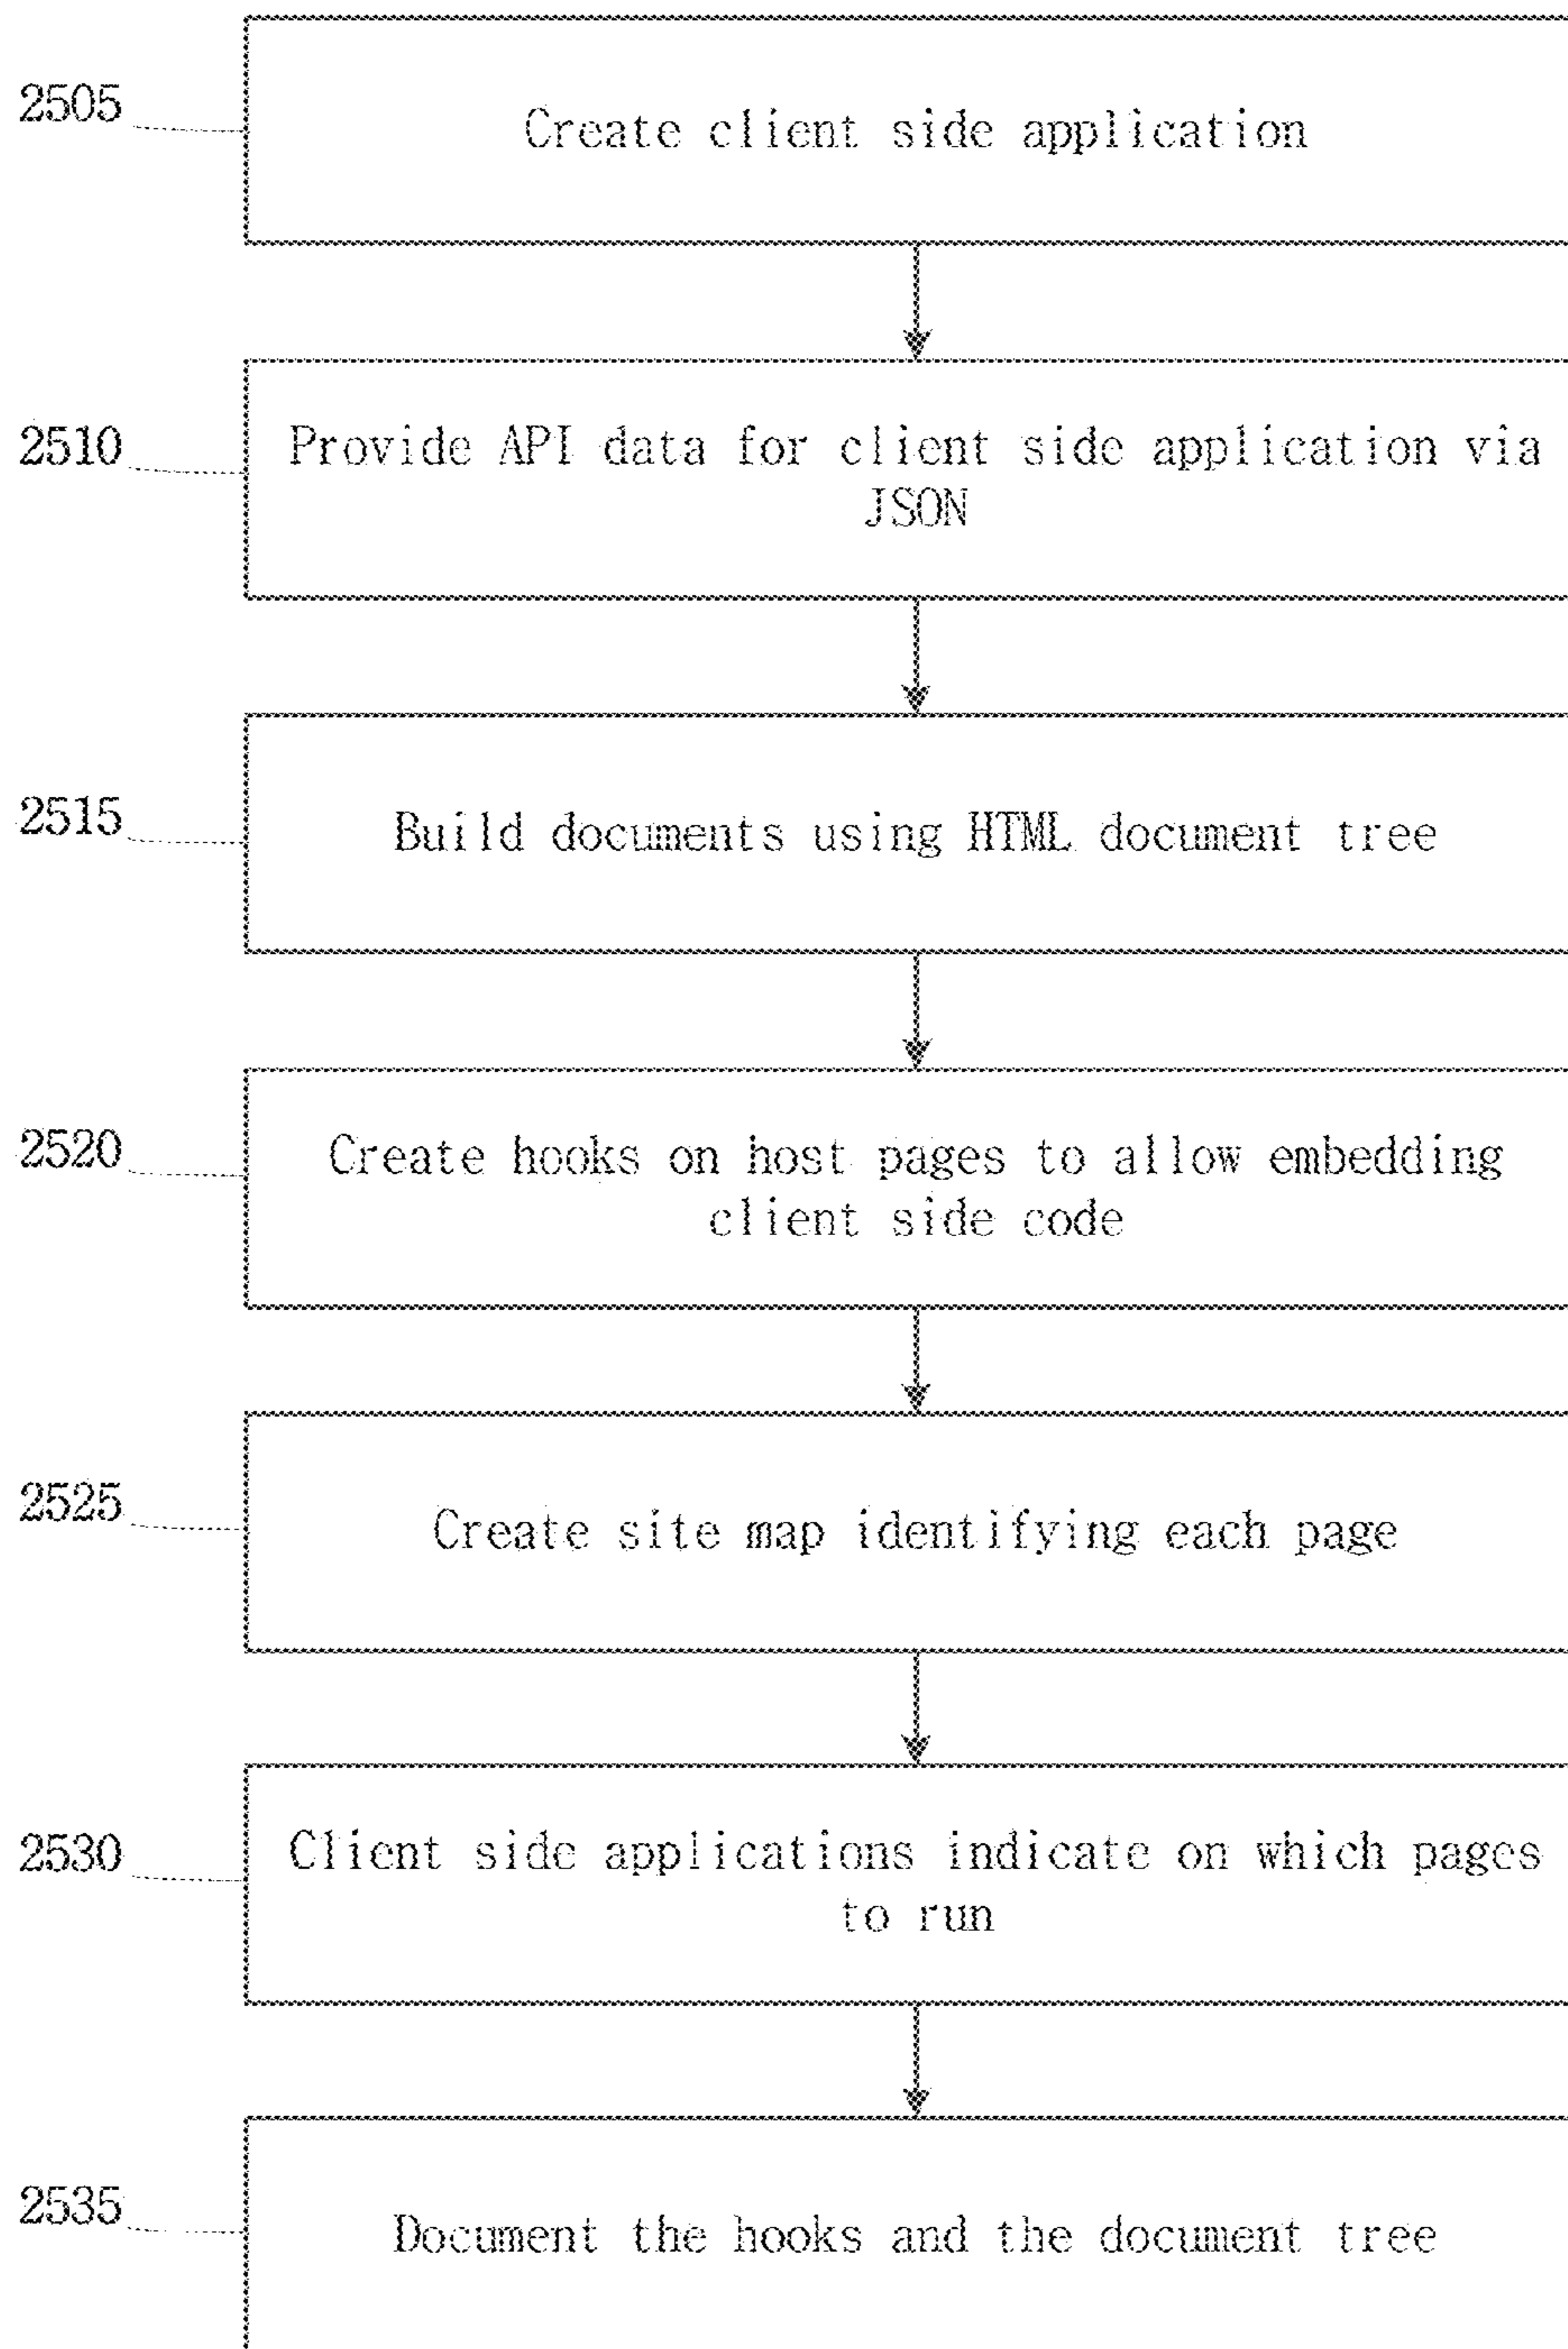 2505
Create client side application
2510
Provide API data for client side application via
JSON
2515
Build documents using HTML document tree
2520
Create hooks on host pages to allow embedding
client side code
2525
Create site map identifying each page
2530
Client side applications indicate on which pages
to run
2535
Document the hooks and the document tree